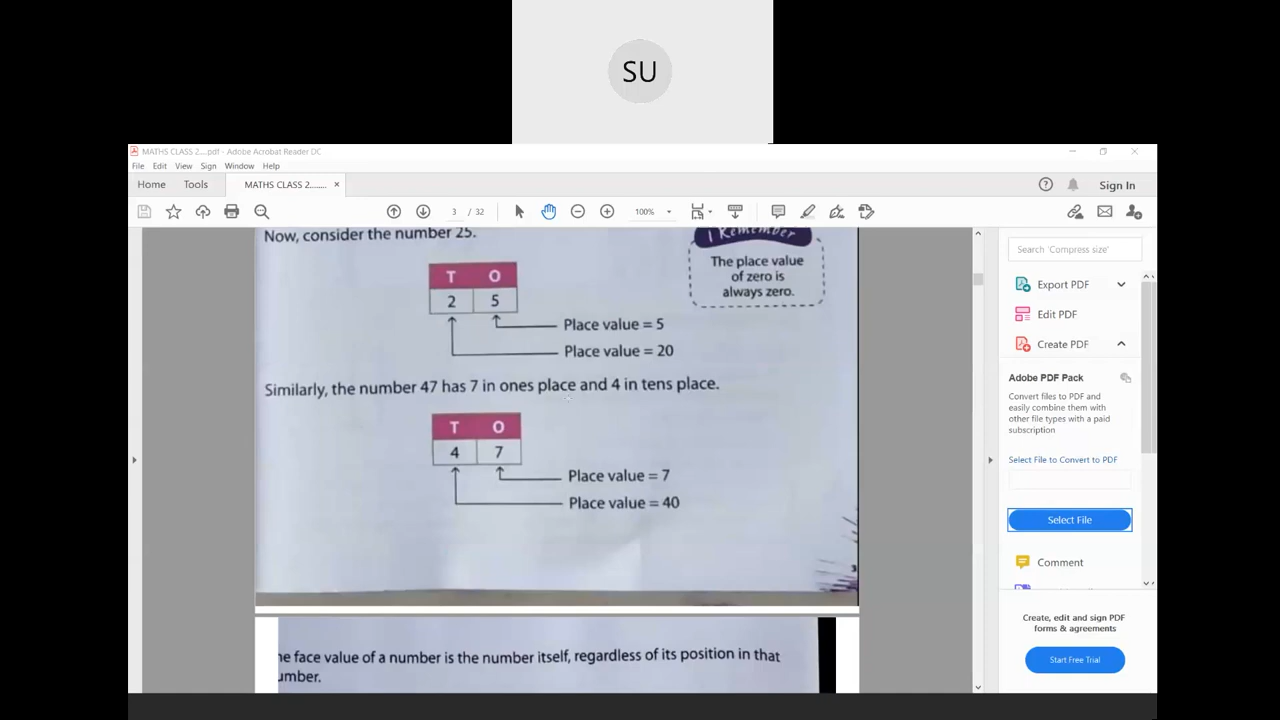 SU
MATHS CLASS 2....pdf - Adobe Acrobat Reader DC
File Edit View Sign Window Help
Home Tools MATHS CLASS 2........ ×
3 / 32 100% Sign In
Now, consider the number 25.
I Remember
The place value
of zero is
always zero.
T O
2 5
Place value = 5
Place value = 20
Similarly, the number 47 has 7 in ones place and 4 in tens place.
T O
4 7
Place value = 7
Place value = 40
3
he face value of a number is the number itself, regardless of its position in that
umber.
Search 'Compress size'
Export PDF
Edit PDF
Create PDF
Adobe PDF Pack
Convert files to PDF and
easily combine them with
other file types with a paid
subscription
Select File to Convert to PDF
Select File
Comment
Create, edit and sign PDF
forms & agreements
Start Free Trial